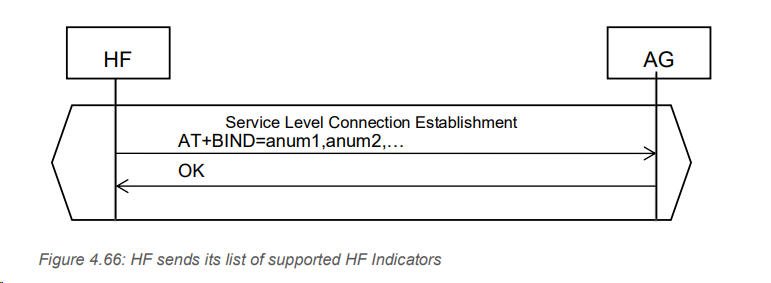 HF
AG
Service Level Connection Establishment
AT+BIND=anum1,anum2,…
OK
Figure 4.66: HF sends its list of supported HF Indicators